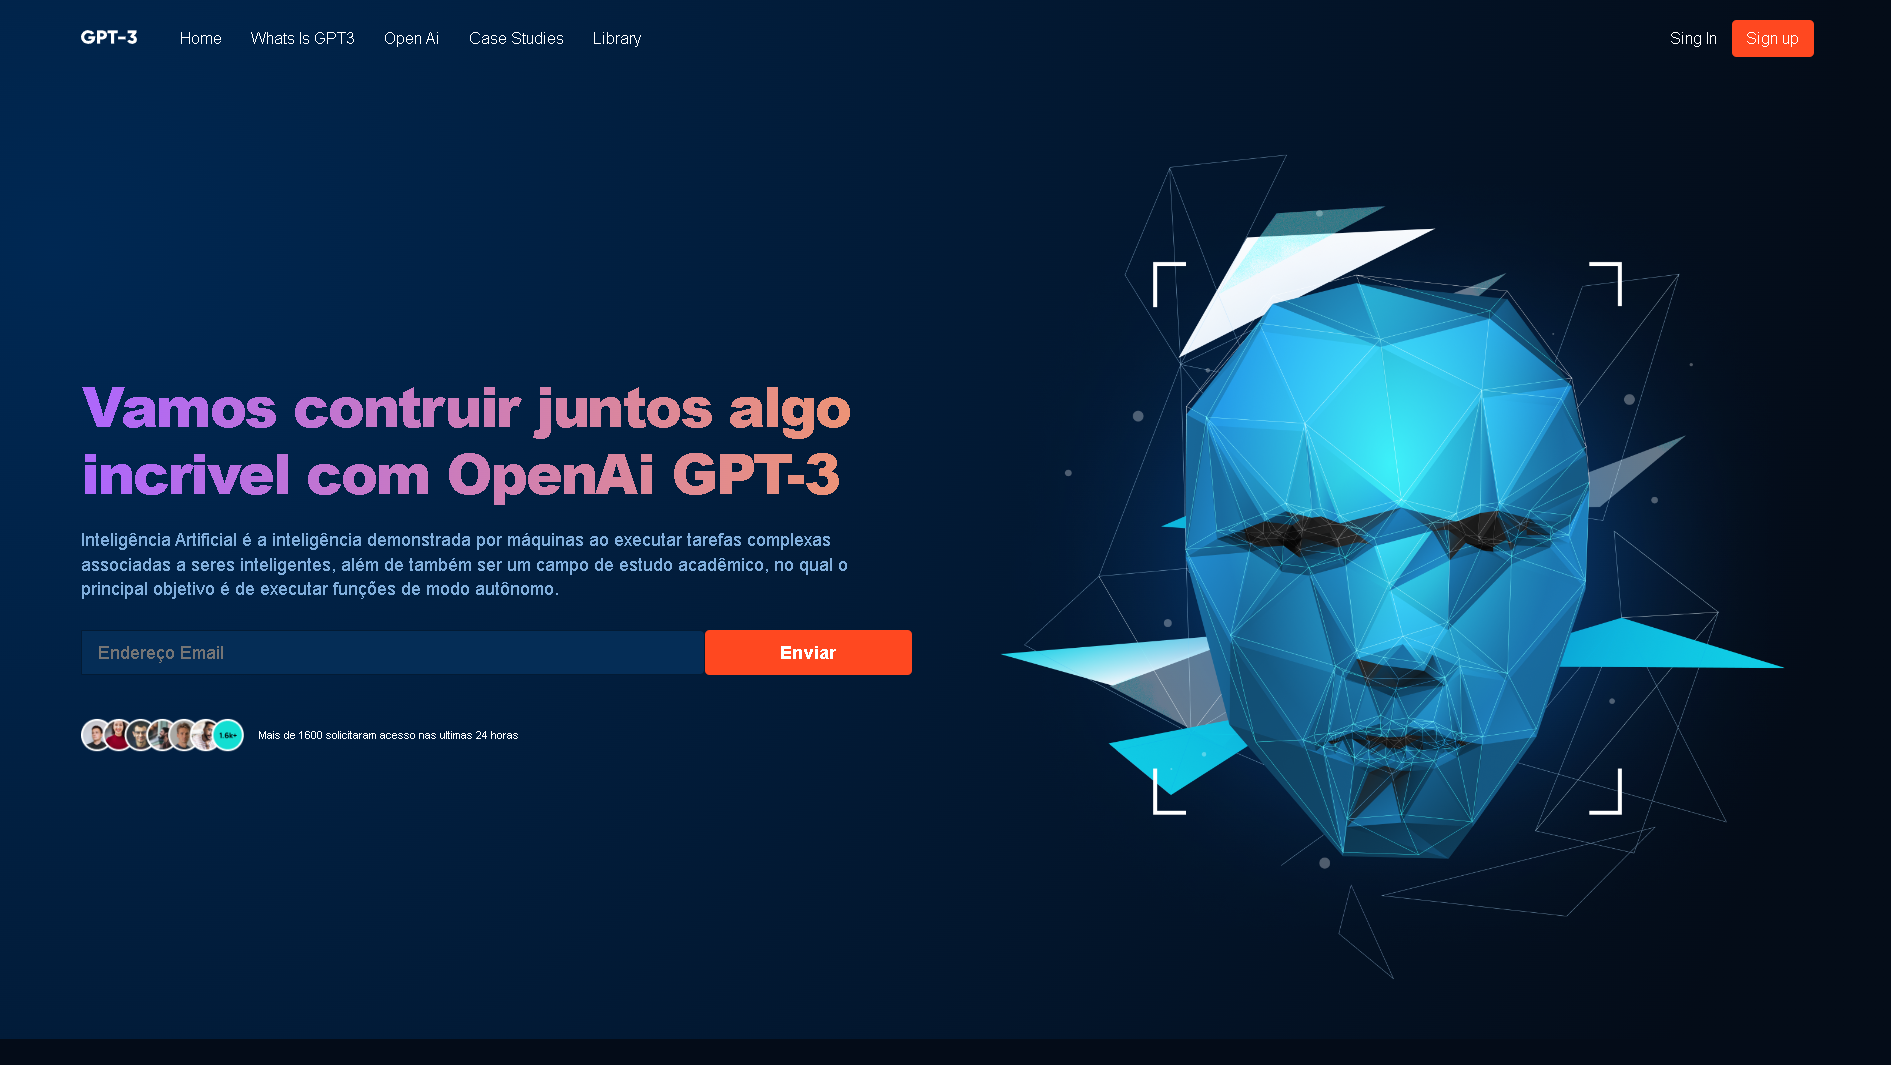 GPT-3
Home
Whats Is GPT3
Open Ai
Case Studies
Library
Sing In
Sign up
Vamos contruir juntos algo
incrivel com OpenAi GPT-3
Inteligência Artificial é a inteligência demonstrada por máquinas ao executar tarefas complexas
associadas a seres inteligentes, além de também ser um campo de estudo acadêmico, no qual o
principal objetivo é de executar funções de modo autônomo.
Endereço Email
Enviar
1.6k+
Mais de 1600 solicitaram acesso nas ultimas 24 horas